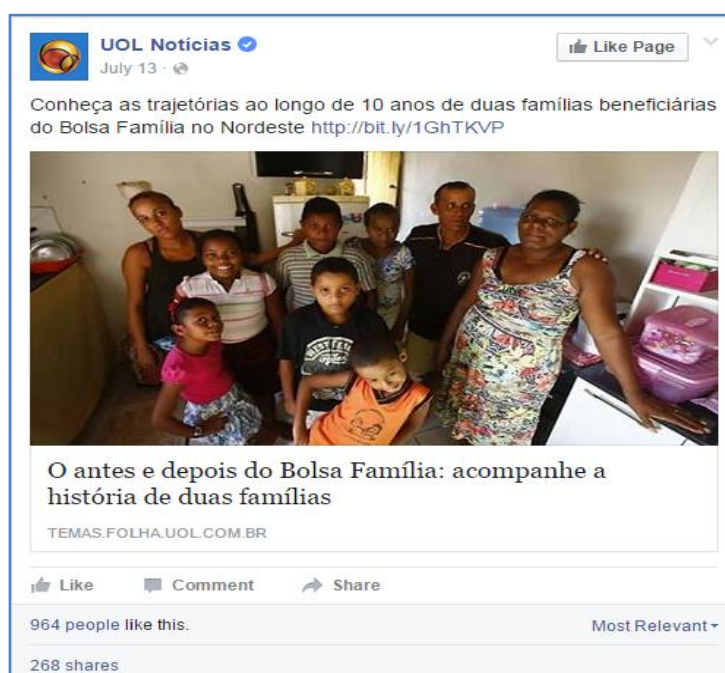 UOL Notícias
Like Page
July 13 ·
Conheça as trajetórias ao longo de 10 anos de duas famílias beneficiárias
do Bolsa Família no Nordeste http://bit.ly/1GhTKVP
O antes e depois do Bolsa Família: acompanhe a
história de duas famílias
TEMAS.FOLHA.UOL.COM.BR
Like Comment Share
964 people like this.
Most Relevant
268 shares